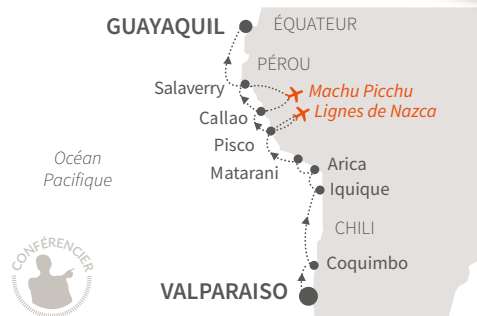 GUAYAQUIL
ÉQUATEUR
PÉROU
Salaverry
Machu Picchu
Lignes de Nazca
Callao
Pisco
Océan
Pacifique
Matarani
Arica
Iquique
CHILI
CONFÉRENCIER
Coquimbo
VALPARAISO